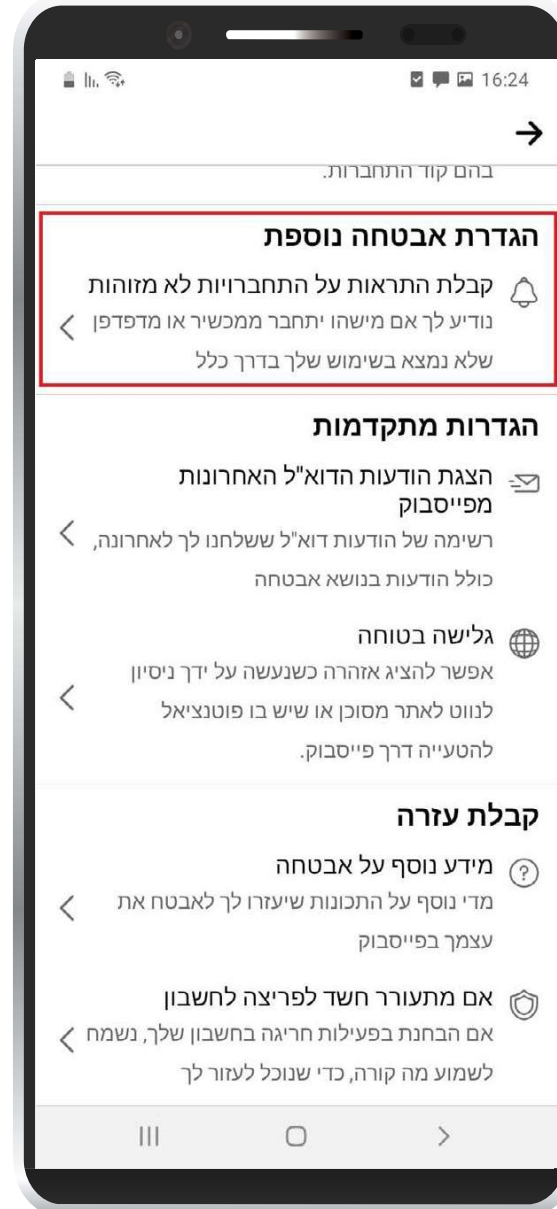 16:24
בהם קוד התחברות.
הגדרת אבטחה נוספת
קבלת התראות על התחברויות לא מזוהות
נודיע לך אם מישהו יתחבר ממכשיר או מדפדפן
שלא נמצא בשימוש שלך בדרך כלל
הגדרות מתקדמות
הצגת הודעות הדוא"ל האחרונות
מפייסבוק
רשימה של הודעות דוא"ל ששלחנו לך לאחרונה,
כולל הודעות בנושא אבטחה
גלישה בטוחה
אפשר להציג אזהרה כשנעשה על ידך ניסיון
לנווט לאתר מסוכן או שיש בו פוטנציאל
להטעייה דרך פייסבוק.
קבלת עזרה
מידע נוסף על אבטחה
מדי נוסף על התכונות שיעזרו לך לאבטח את
עצמך בפייסבוק
אם מתעורר חשד לפריצה לחשבון
אם הבחנת בפעילות חריגה בחשבון שלך, נשמח
לשמוע מה קורה, כדי שנוכל לעזור לך